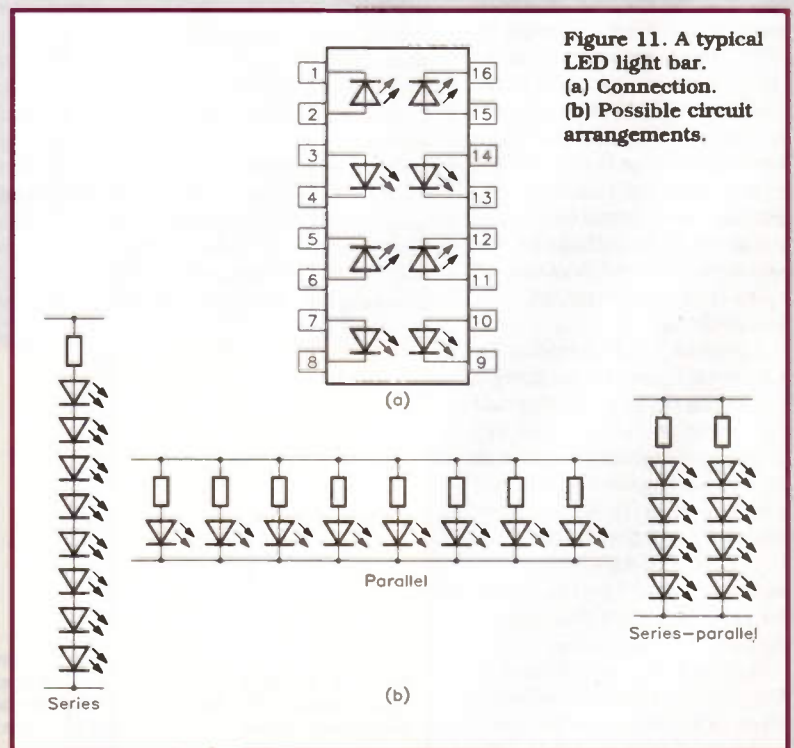 Figure 11. A typical
LED light bar.
(a) Connection.
(b) Possible circuit
arrangements.
1
16
2
15
3
14
4
13
5
12
6
11
7
10
8
9
(a)
Parallel
Series-parallel
Series
(b)